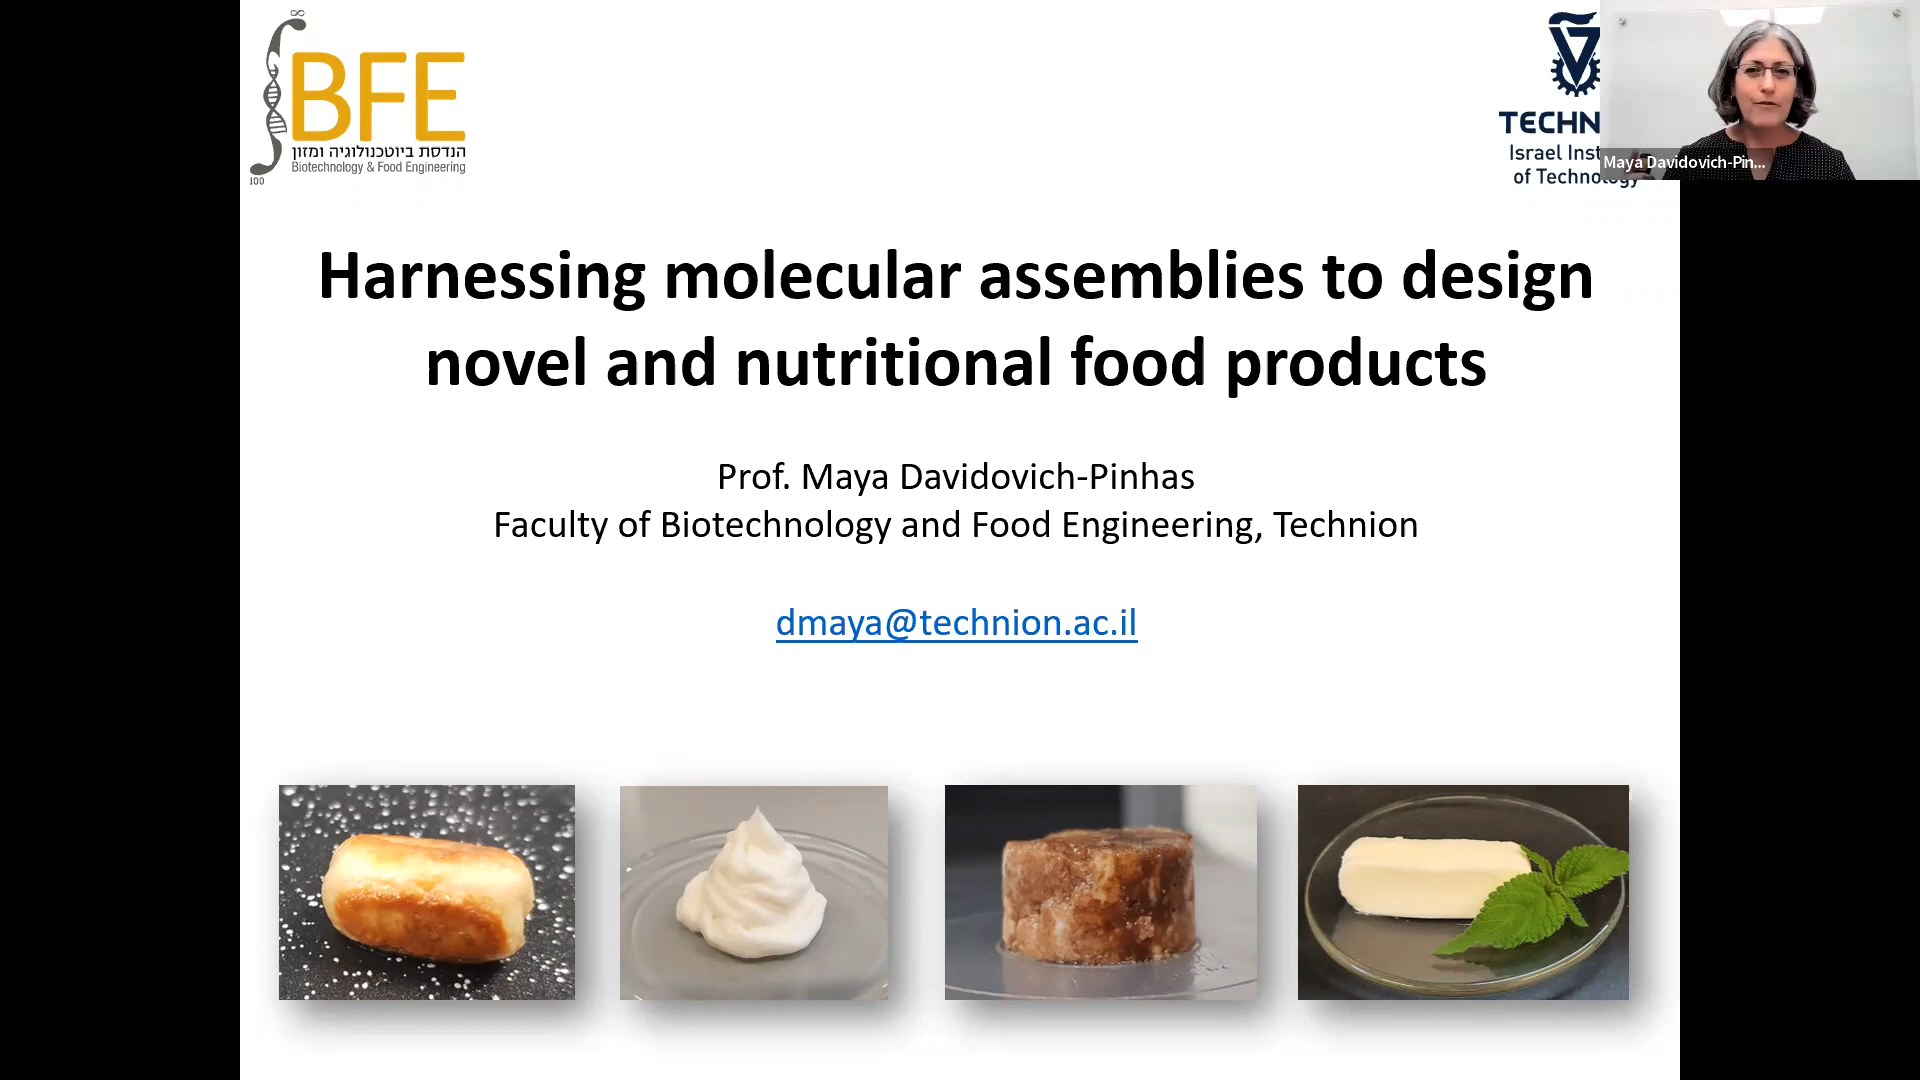 ∞
BFE
הנדסת ביוטכנולוגיה ומזון
Biotechnology & Food Engineering
100
TECHN
Israel Inst
of Technology
Maya Davidovich-Pin...
Harnessing molecular assemblies to design
novel and nutritional food products
Prof. Maya Davidovich-Pinhas
Faculty of Biotechnology and Food Engineering, Technion
dmaya@technion.ac.il